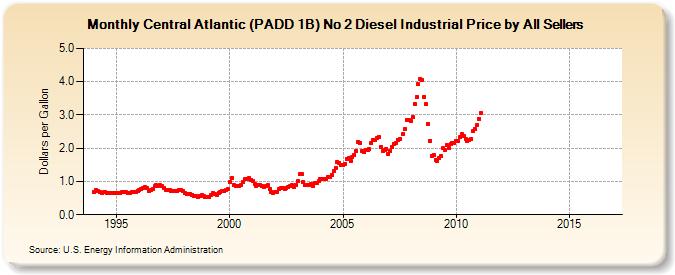 Monthly Central Atlantic (PADD 1B) No 2 Diesel Industrial Price by All Sellers
Dollars per Gallon
5.0
4.0
3.0
2.0
1.0
0.0
1995 2000 2005 2010 2015
Source: U.S. Energy Information Administration